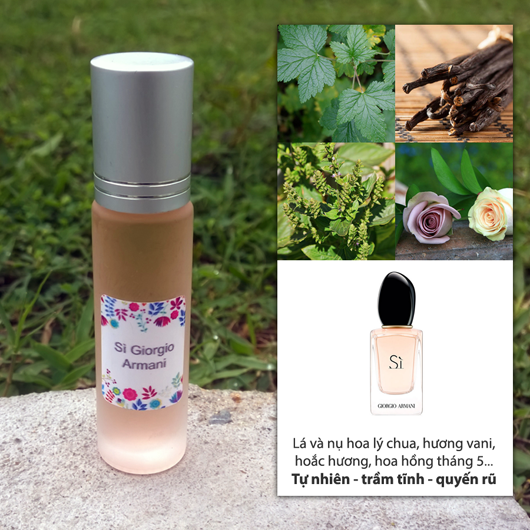 Sì Giorgio
Armani
Sì
GIORGIO ARMANI
Lá và nụ hoa lý chua, hương vani,
hoắc hương, hoa hồng tháng 5...
Tự nhiên - trầm tĩnh - quyến rũ